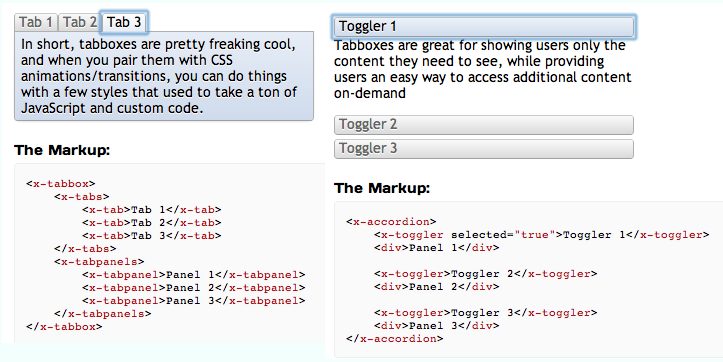 Tab 1 Tab 2 Tab 3
In short, tabboxes are pretty freaking cool,
and when you pair them with CSS
animations/transitions, you can do things
with a few styles that used to take a ton of
JavaScript and custom code.
The Markup:
<x-tabbox>
    <x-tabs>
        <x-tab>Tab 1</x-tab>
        <x-tab>Tab 2</x-tab>
        <x-tab>Tab 3</x-tab>
    </x-tabs>
    <x-tabpanels>
        <x-tabpanel>Panel 1</x-tabpanel>
        <x-tabpanel>Panel 2</x-tabpanel>
        <x-tabpanel>Panel 3</x-tabpanel>
    </x-tabpanels>
</x-tabbox>
Toggler 1
Tabboxes are great for showing users only the
content they need to see, while providing
users an easy way to access additional content
on-demand
Toggler 2
Toggler 3
The Markup:
<x-accordion>
    <x-toggler selected="true">Toggler 1</x-toggler>
    <div>Panel 1</div>
    <x-toggler>Toggler 2</x-toggler>
    <div>Panel 2</div>
    <x-toggler>Toggler 3</x-toggler>
    <div>Panel 3</div>
</x-accordion>